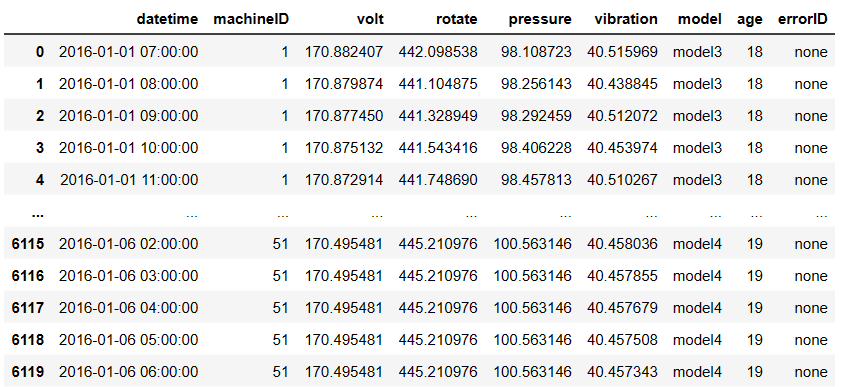 datetime machineID volt rotate pressure vibration model age errorID
0 2016-01-01 07:00:00 1 170.882407 442.098538 98.108723 40.515969 model3 18 none
1 2016-01-01 08:00:00 1 170.879874 441.104875 98.256143 40.438845 model3 18 none
2 2016-01-01 09:00:00 1 170.877450 441.328949 98.292459 40.512072 model3 18 none
3 2016-01-01 10:00:00 1 170.875132 441.543416 98.406228 40.453974 model3 18 none
4 2016-01-01 11:00:00 1 170.872914 441.748690 98.457813 40.510267 model3 18 none
... ... ... ... ... ... ... ... ... ...
6115 2016-01-06 02:00:00 51 170.495481 445.210976 100.563146 40.458036 model4 19 none
6116 2016-01-06 03:00:00 51 170.495481 445.210976 100.563146 40.457855 model4 19 none
6117 2016-01-06 04:00:00 51 170.495481 445.210976 100.563146 40.457679 model4 19 none
6118 2016-01-06 05:00:00 51 170.495481 445.210976 100.563146 40.457508 model4 19 none
6119 2016-01-06 06:00:00 51 170.495481 445.210976 100.563146 40.457343 model4 19 none